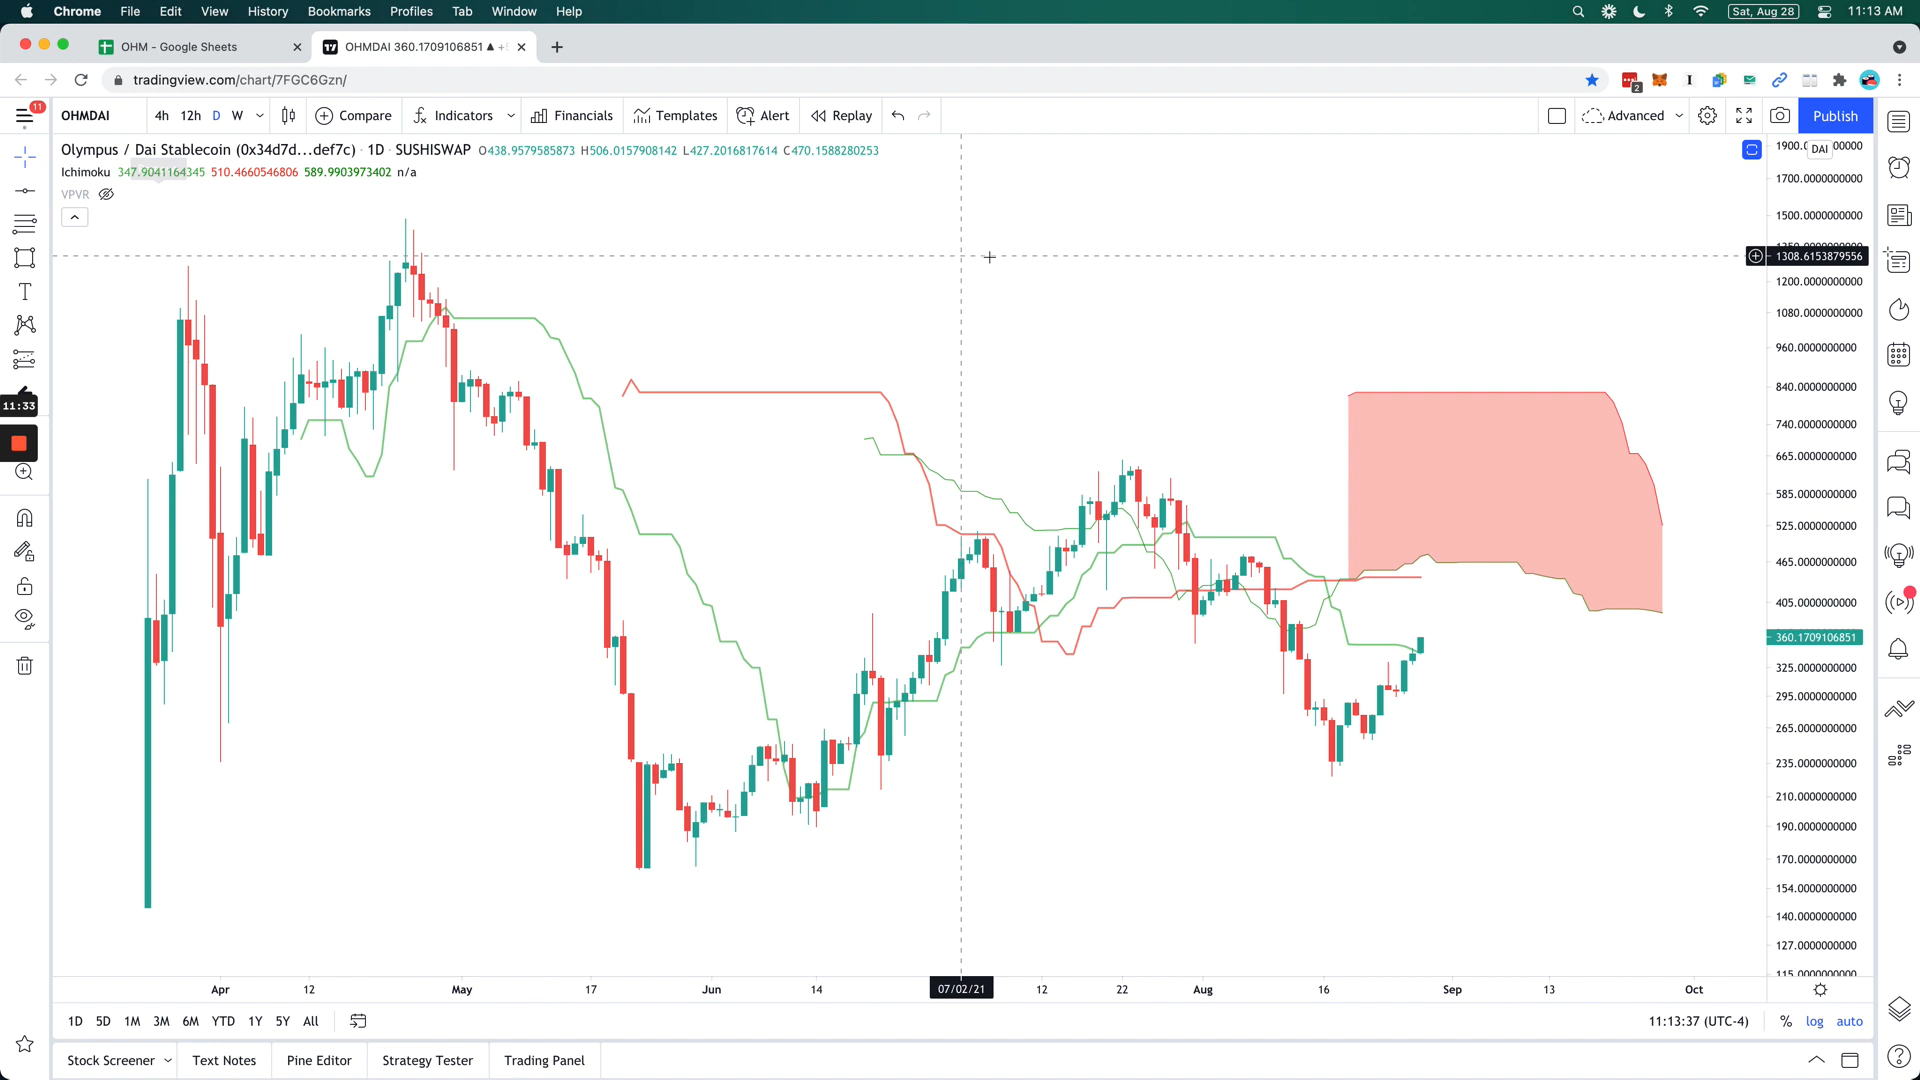 Chrome File Edit View History Bookmarks Profiles Tab Window Help Sat, Aug 28 11:13 AM
OHM - Google Sheets OHMDAI 360.1709106851 ▲ +
tradingview.com/chart/7FGC6Gzn/ 2
11 OHMDAI 4h 12h D W Compare Indicators Financials Templates Alert Replay Advanced Publish
Olympus / Dai Stablecoin (0x34d7d...def7c) · 1D · SUSHISWAP O438.9579585873 H506.0157908142 L427.2016817614 C470.1588280253
Ichimoku 347.9041164345 510.4660546806 589.9903973402 n/a
VPVR
DAI
1700.0000000000
1500.0000000000
1308.6153879556
1200.0000000000
1080.0000000000
960.0000000000
840.0000000000
11:33
740.0000000000
665.0000000000
585.0000000000
525.0000000000
465.0000000000
405.0000000000
360.1709106851
325.0000000000
295.0000000000
265.0000000000
235.0000000000
210.0000000000
190.0000000000
170.0000000000
154.0000000000
140.0000000000
127.0000000000
115.0000000000
Apr 12 May 17 Jun 14 07/02/21 12 22 Aug 16 Sep 13 Oct
1D 5D 1M 3M 6M YTD 1Y 5Y All 11:13:37 (UTC-4) % log auto
Stock Screener Text Notes Pine Editor Strategy Tester Trading Panel